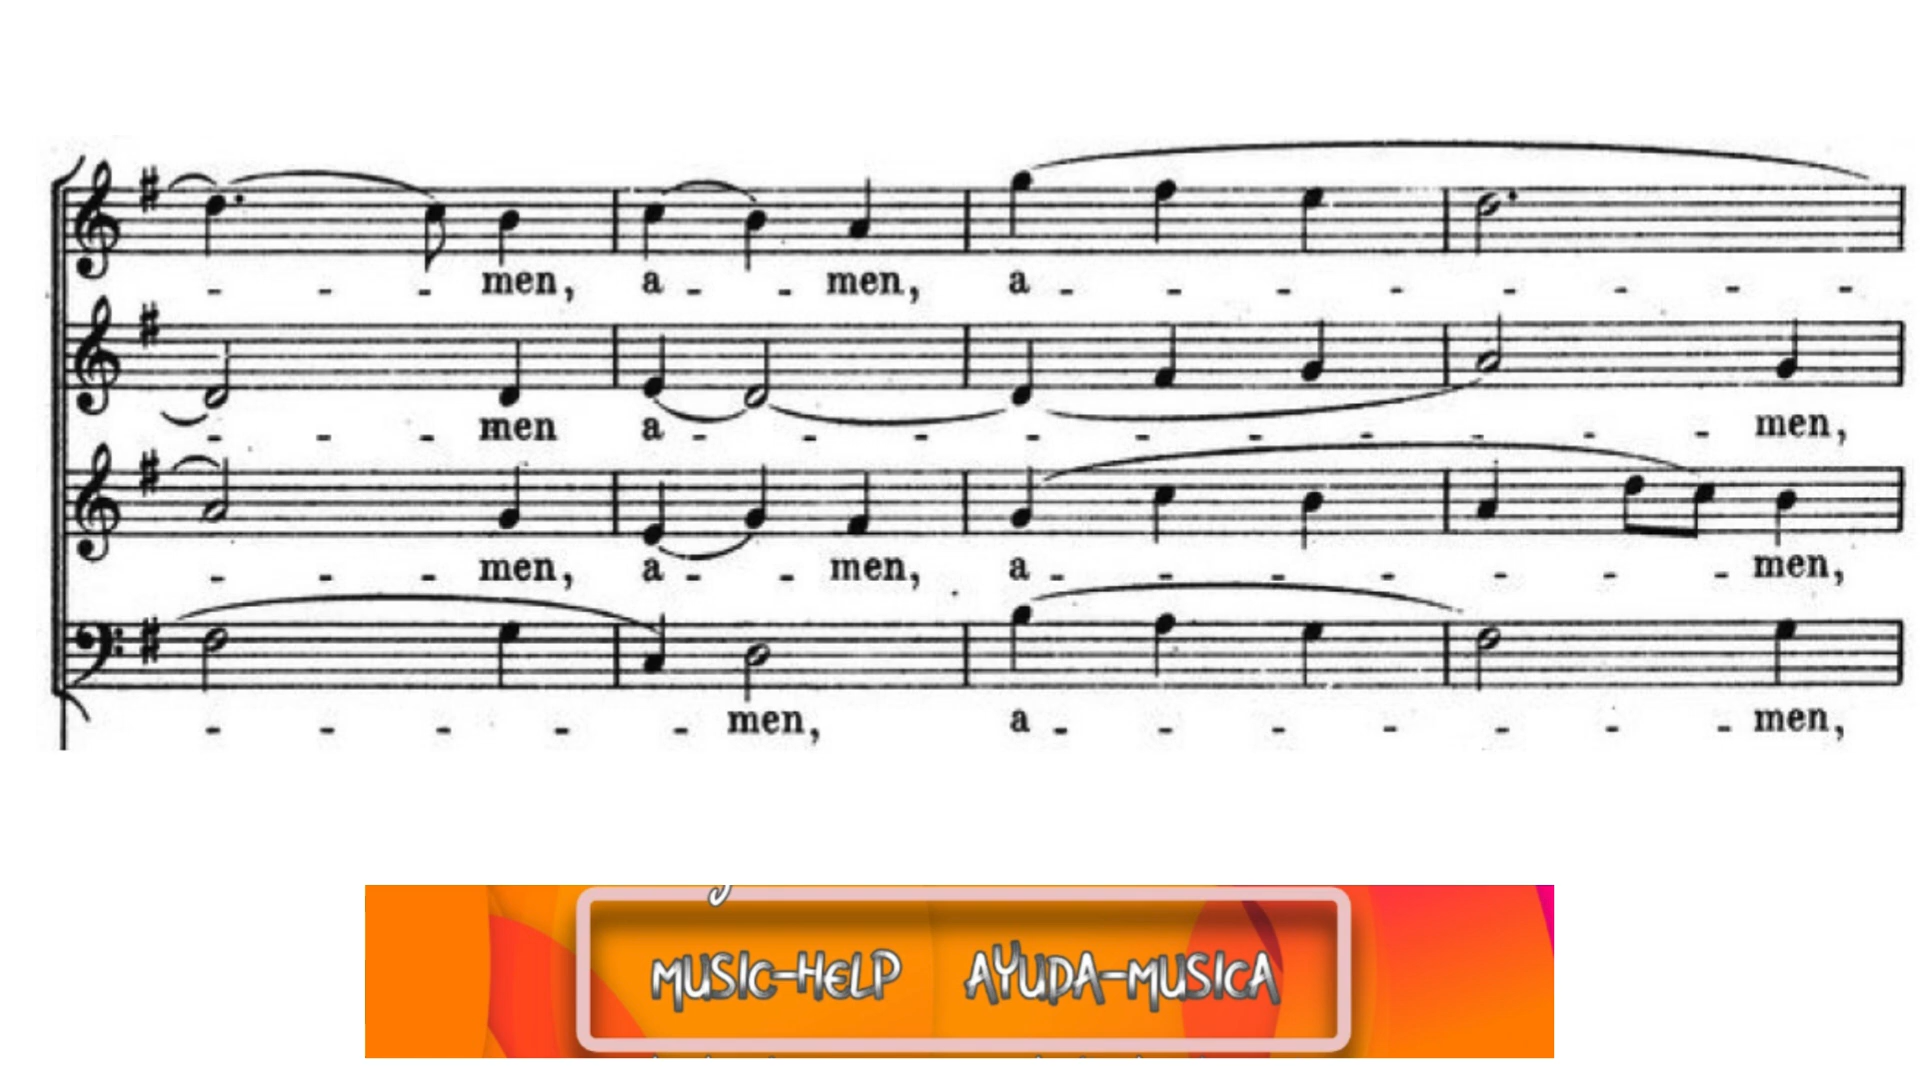 - - - men, a - - men, a - - - - - - - -
- - - men a - - - - - - - - - - men,
- - - men, a - - men, a - - - - - - - men,
- - - - - men, a - - - - - - - men,
MUSIC-HELP AYUDA-MUSICA